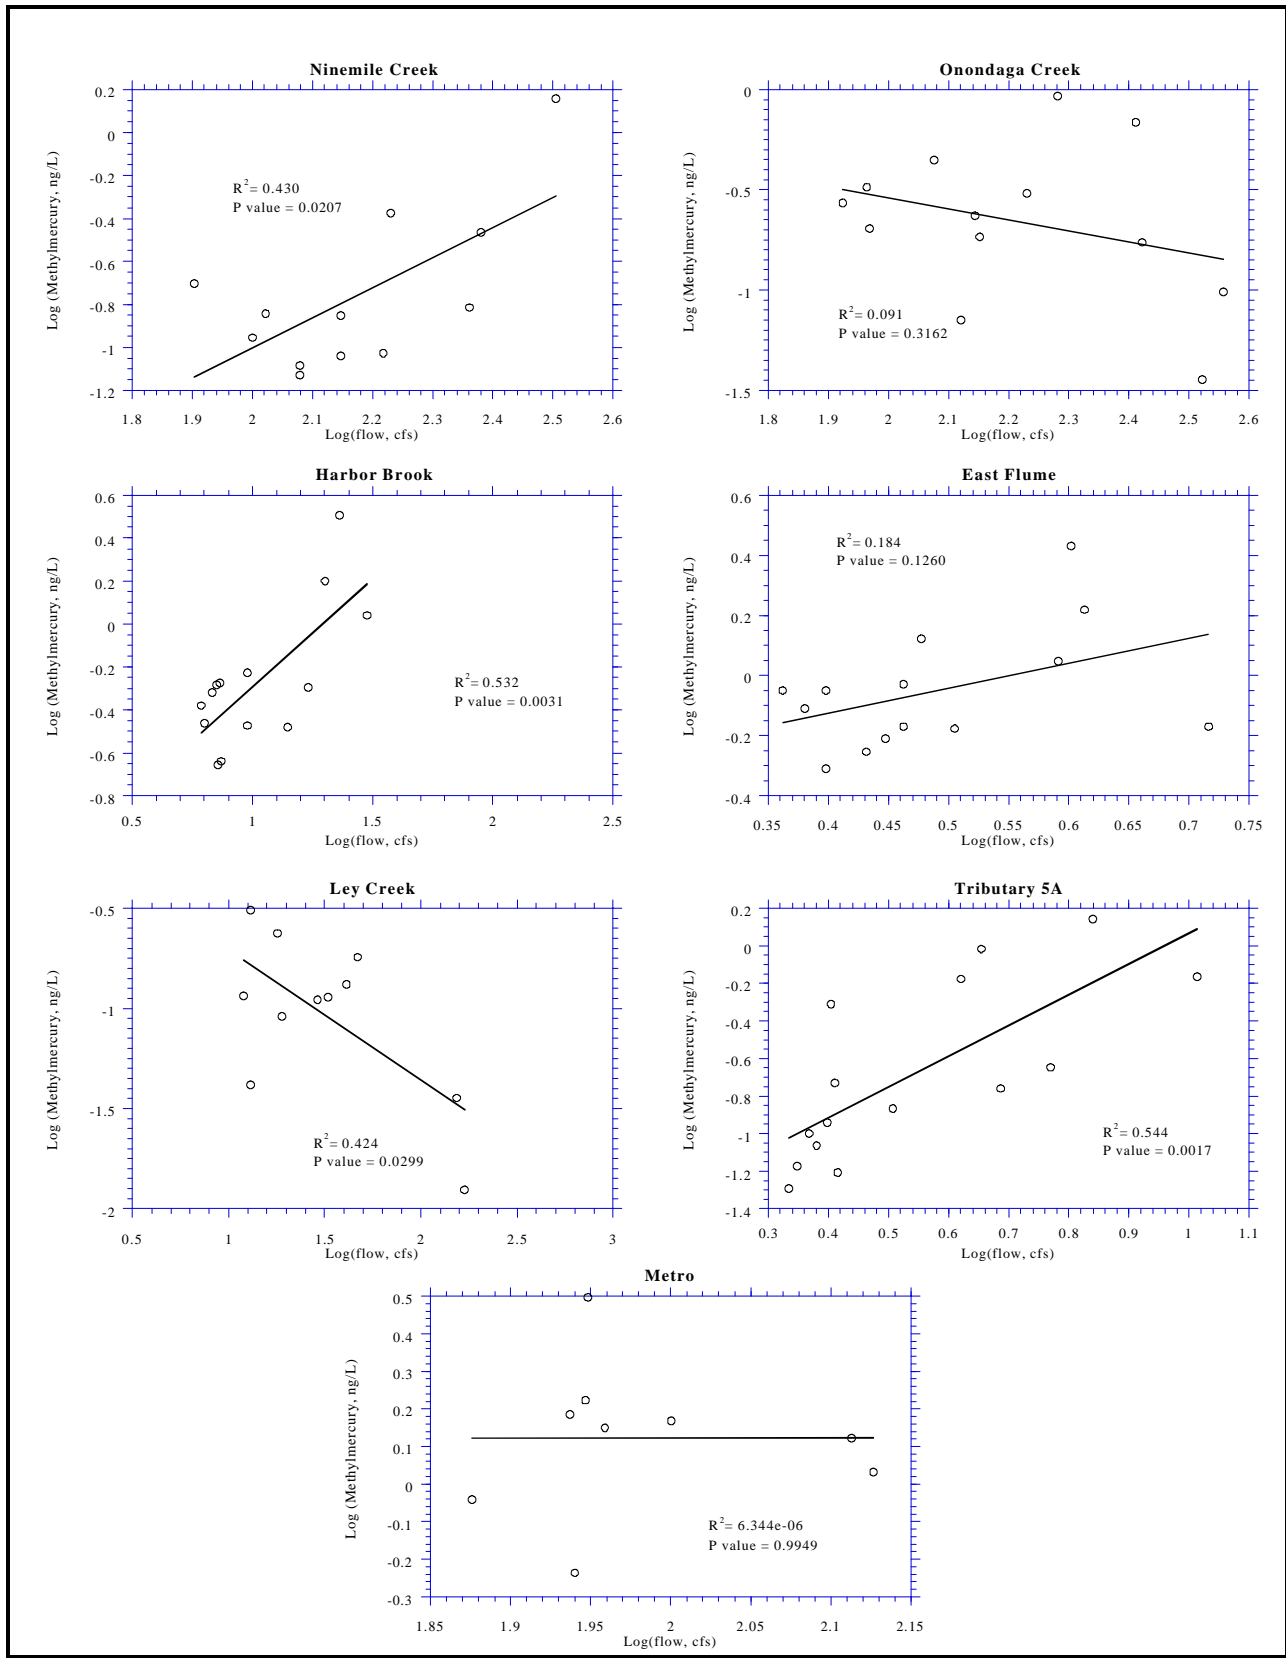 Ninemile Creek
Log (Methylmercury, ng/L)
0.2
0
-0.2
-0.4
-0.6
-0.8
-1
-1.2
R2= 0.430
P value = 0.0207
1.8 1.9 2 2.1 2.2 2.3 2.4 2.5 2.6
Log(flow, cfs)
Onondaga Creek
Log (Methylmercury, ng/L)
0
-0.5
-1
-1.5
R2= 0.091
P value = 0.3162
1.8 1.9 2 2.1 2.2 2.3 2.4 2.5 2.6
Log(flow, cfs)
Harbor Brook
Log (Methylmercury, ng/L)
0.6
0.4
0.2
0
-0.2
-0.4
-0.6
-0.8
R2= 0.532
P value = 0.0031
0.5 1 1.5 2 2.5
Log(flow, cfs)
East Flume
Log (Methylmercury, ng/L)
0.6
0.4
0.2
0
-0.2
-0.4
R2= 0.184
P value = 0.1260
0.35 0.4 0.45 0.5 0.55 0.6 0.65 0.7 0.75
Log(flow, cfs)
Ley Creek
Log (Methylmercury, ng/L)
-0.5
-1
-1.5
-2
R2= 0.424
P value = 0.0299
0.5 1 1.5 2 2.5 3
Log(flow, cfs)
Tributary 5A
Log (Methylmercury, ng/L)
0.2
0
-0.2
-0.4
-0.6
-0.8
-1
-1.2
-1.4
R2= 0.544
P value = 0.0017
0.3 0.4 0.5 0.6 0.7 0.8 0.9 1 1.1
Log(flow, cfs)
Metro
Log (Methylmercury, ng/L)
0.5
0.4
0.3
0.2
0.1
0
-0.1
-0.2
-0.3
R2= 6.344e-06
P value = 0.9949
1.85 1.9 1.95 2 2.05 2.1 2.15
Log(flow, cfs)